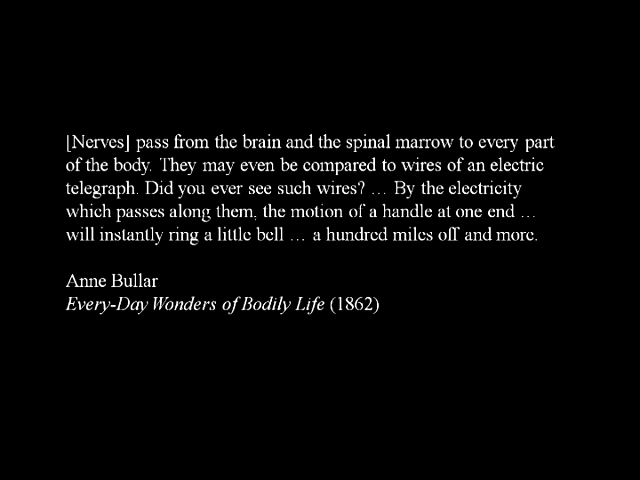 [Nerves] pass from the brain and the spinal marrow to every part
of the body. They may even be compared to wires of an electric
telegraph. Did you ever see such wires? … By the electricity
which passes along them, the motion of a handle at one end …
will instantly ring a little bell … a hundred miles off and more.
Anne Bullar
Every-Day Wonders of Bodily Life (1862)